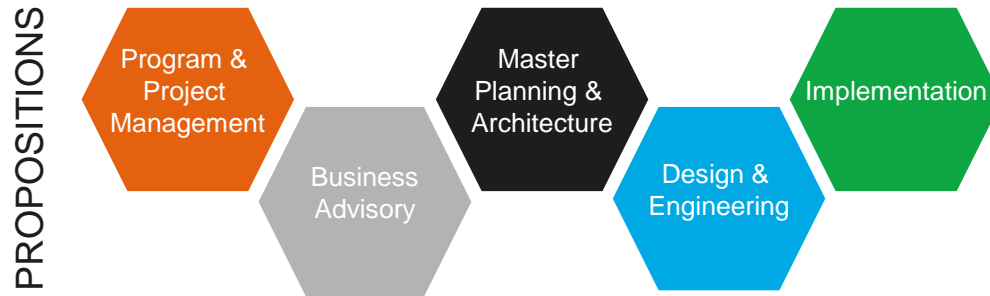 PROPOSITIONS
Program &
Project
Management
Business
Advisory
Master
Planning &
Architecture
Design &
Engineering
Implementation